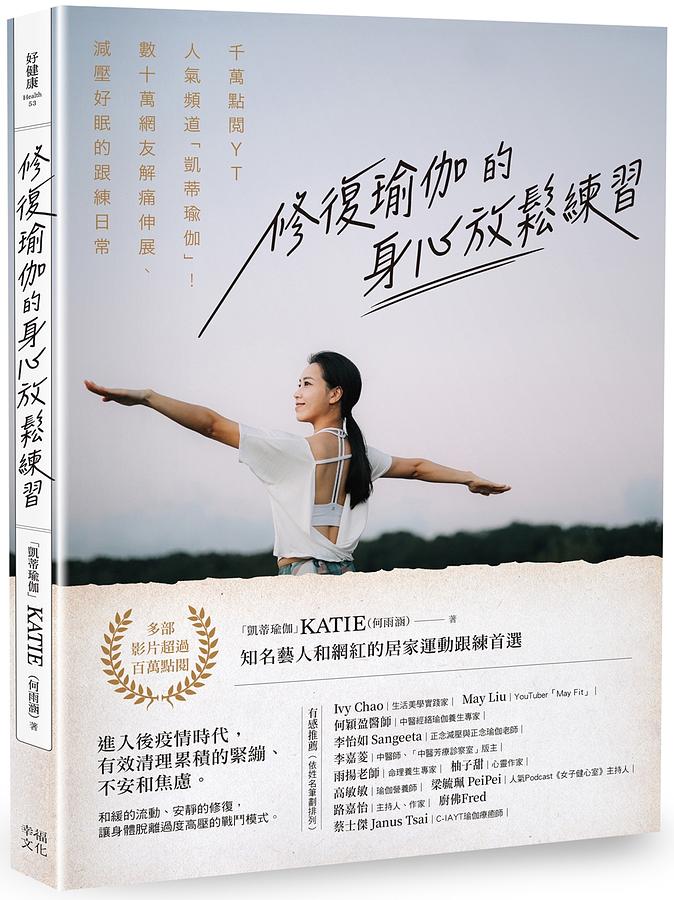 好健康
Health
53
修復瑜伽的身心放鬆練習
「凱蒂瑜伽」KATIE(何雨涵)著
幸福
文化
千萬點閱YT
人氣頻道「凱蒂瑜伽」！
數十萬網友解痛伸展、
減壓好眠的跟練日常
修復瑜伽的
身心放鬆練習
多部
影片超過
百萬點閱
「凱蒂瑜伽」KATIE(何雨涵)——著
知名藝人和網紅的居家運動跟練首選
進入後疫情時代，
有效清理累積的緊繃、
不安和焦慮。
和緩的流動、安靜的修復，
讓身體脫離過度高壓的戰鬥模式。
有感推薦（依姓名筆劃排列）
Ivy Chao｜生活美學實踐家｜ May Liu｜YouTuber「May Fit」｜
何穎盈醫師｜中醫經絡瑜伽養生專家｜
李怡如 Sangeeta｜正念減壓與正念瑜伽老師｜
李嘉菱｜中醫師、「中醫芳療診察室」版主｜
雨揚老師｜命理養生專家｜ 柚子甜｜心靈作家｜
高敏敏｜瑜伽營養師｜ 梁毓珮 PeiPei｜人氣Podcast《女子健心室》主持人｜
路嘉怡｜主持人、作家｜ 廚佛Fred
蔡士傑 Janus Tsai｜C-IAYT瑜伽療癒師｜